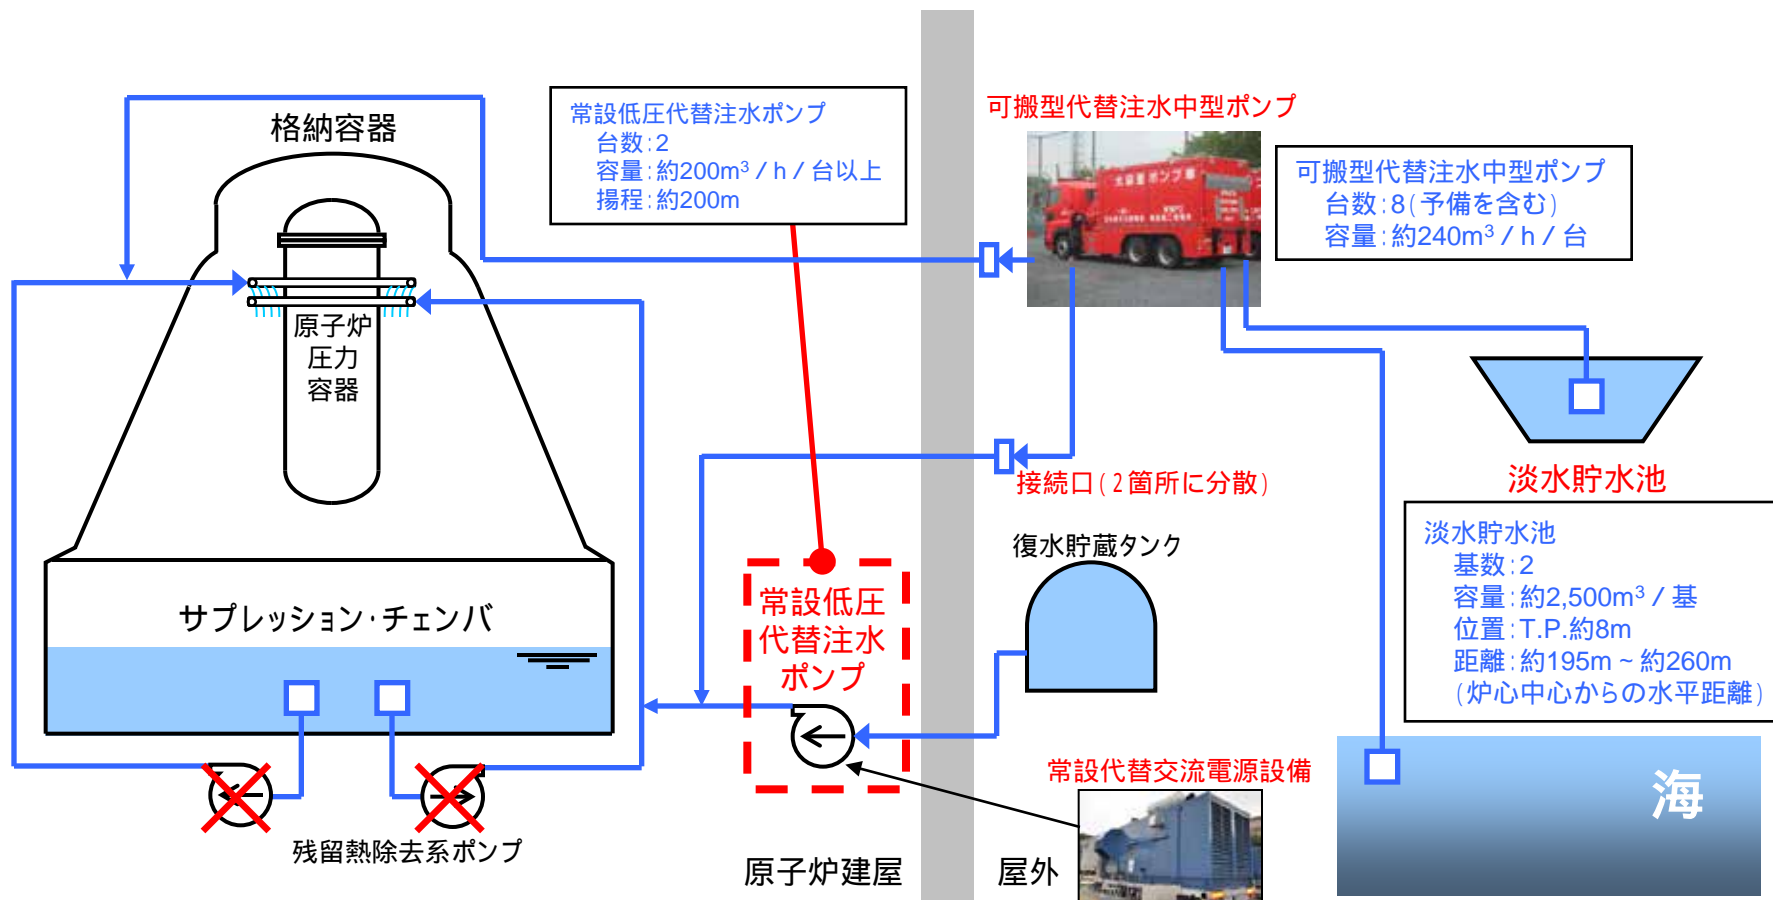 格納容器
原子炉
圧力
容器
サプレッション・チェンバ
残留熱除去系ポンプ
常設低圧代替注水ポンプ
台数:2
容量:約200m³/h/台以上
揚程:約200m
常設低圧
代替注水
ポンプ
原子炉建屋
屋外
可搬型代替注水中型ポンプ
可搬型代替注水中型ポンプ
台数:8(予備を含む)
容量:約240m³/h/台
接続口(2箇所に分散)
復水貯蔵タンク
常設代替交流電源設備
淡水貯水池
淡水貯水池
基数:2
容量:約2,500m³/基
位置:T.P.約8m
距離:約195m~約260m
(炉心中心からの水平距離)
海